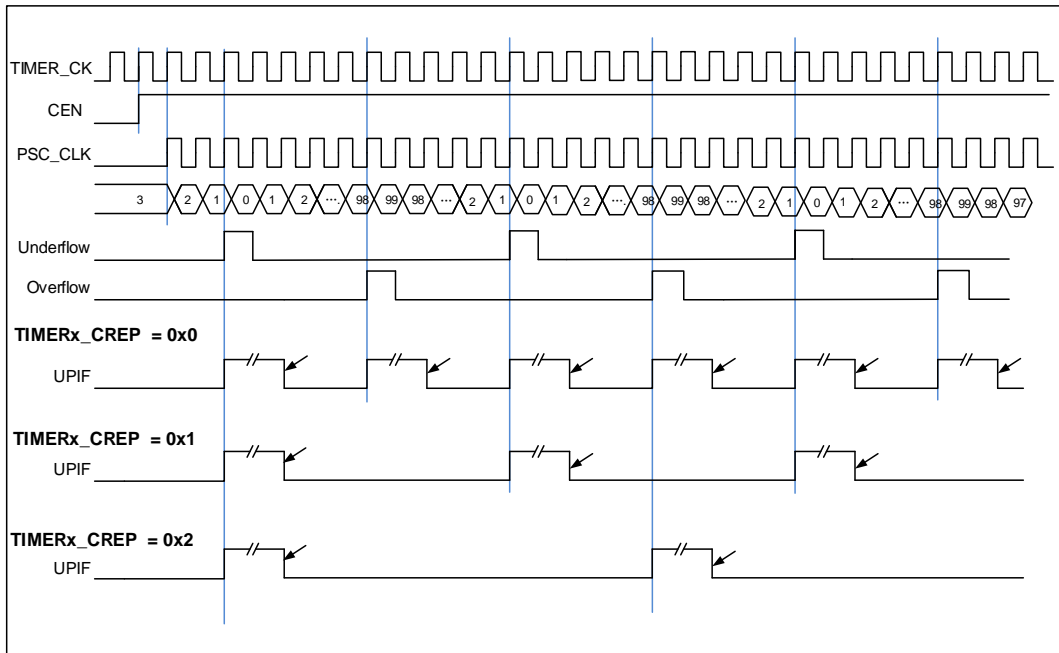 TIMER_CK
CEN
PSC_CLK
3 2 1 0 1 2 .... 98 99 98 ... 2 1 0 1 2 .... 98 99 98 ... 2 1 0 1 2 ... 98 99 98 97
Underflow
Overflow
TIMERx_CREP = 0x0
UPIF
TIMERx_CREP = 0x1
UPIF
TIMERx_CREP = 0x2
UPIF